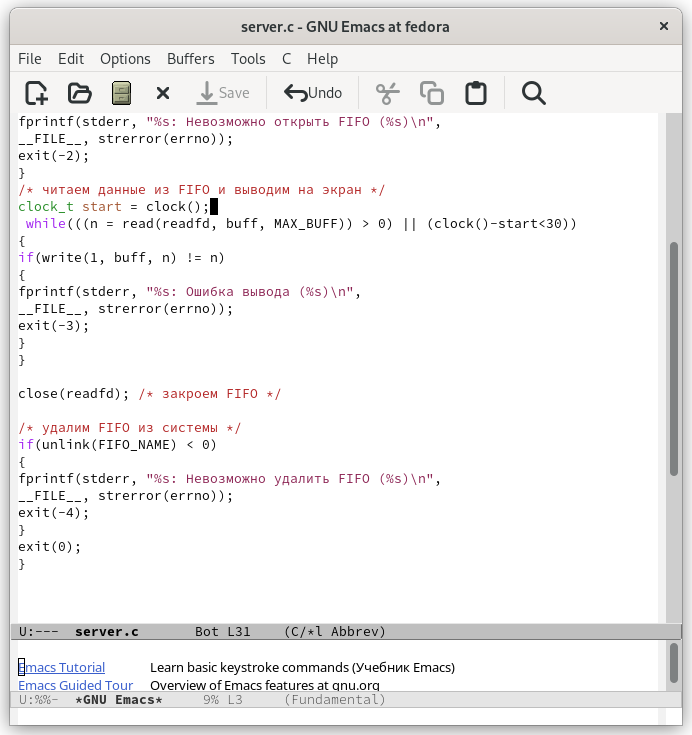 server.c - GNU Emacs at fedora
File Edit Options Buffers Tools C Help
Save Undo
fprintf(stderr, "%s: Невозможно открыть FIFO (%s)\n",
__FILE__, strerror(errno));
exit(-2);
}
/* читаем данные из FIFO и выводим на экран */
clock_t start = clock();
while(((n = read(readfd, buff, MAX_BUFF)) > 0) || (clock()-start<30))
{
if(write(1, buff, n) != n)
{
fprintf(stderr, "%s: Ошибка вывода (%s)\n",
__FILE__, strerror(errno));
exit(-3);
}
}
close(readfd); /* закроем FIFO */
/* удалим FIFO из системы */
if(unlink(FIFO_NAME) < 0)
{
fprintf(stderr, "%s: Невозможно удалить FIFO (%s)\n",
__FILE__, strerror(errno));
exit(-4);
}
exit(0);
}
U:--- server.c Bot L31 (C/*l Abbrev)
Emacs Tutorial Learn basic keystroke commands (Учебник Emacs)
Emacs Guided Tour Overview of Emacs features at gnu.org
U:%%- *GNU Emacs* 9% L3 (Fundamental)